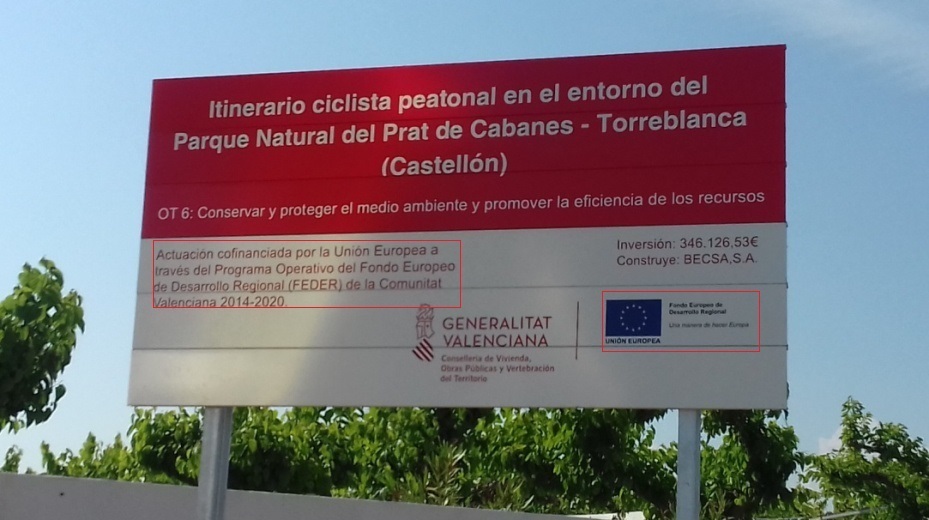 Itinerario ciclista peatonal en el entorno del
Parque Natural del Prat de Cabanes - Torreblanca
(Castellón)
OT 6: Conservar y proteger el medio ambiente y promover la eficiencia de los recursos
Actuación cofinanciada por la Unión Europea a
través del Programa Operativo del Fondo Europeo
de Desarrollo Regional (FEDER) de la Comunitat
Valenciana 2014-2020.
Inversión: 346.126,53€
Construye: BECSA,S.A.
GENERALITAT
VALENCIANA
Conselleria de Vivienda,
Obras Públicas y Vertebración
del Territorio
UNIÓN EUROPEA
Fondo Europeo de
Desarrollo Regional
Una manera de hacer Europa